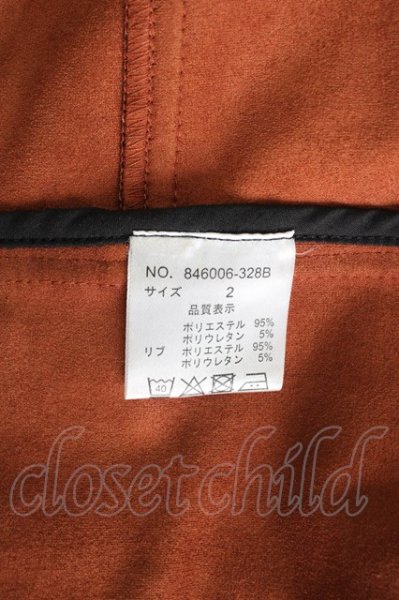 NO. 846006-328B
サイズ 2
品質表示
ポリエステル 95%
ポリウレタン 5%
リブ ポリエステル 95%
ポリウレタン 5%
40
closet child